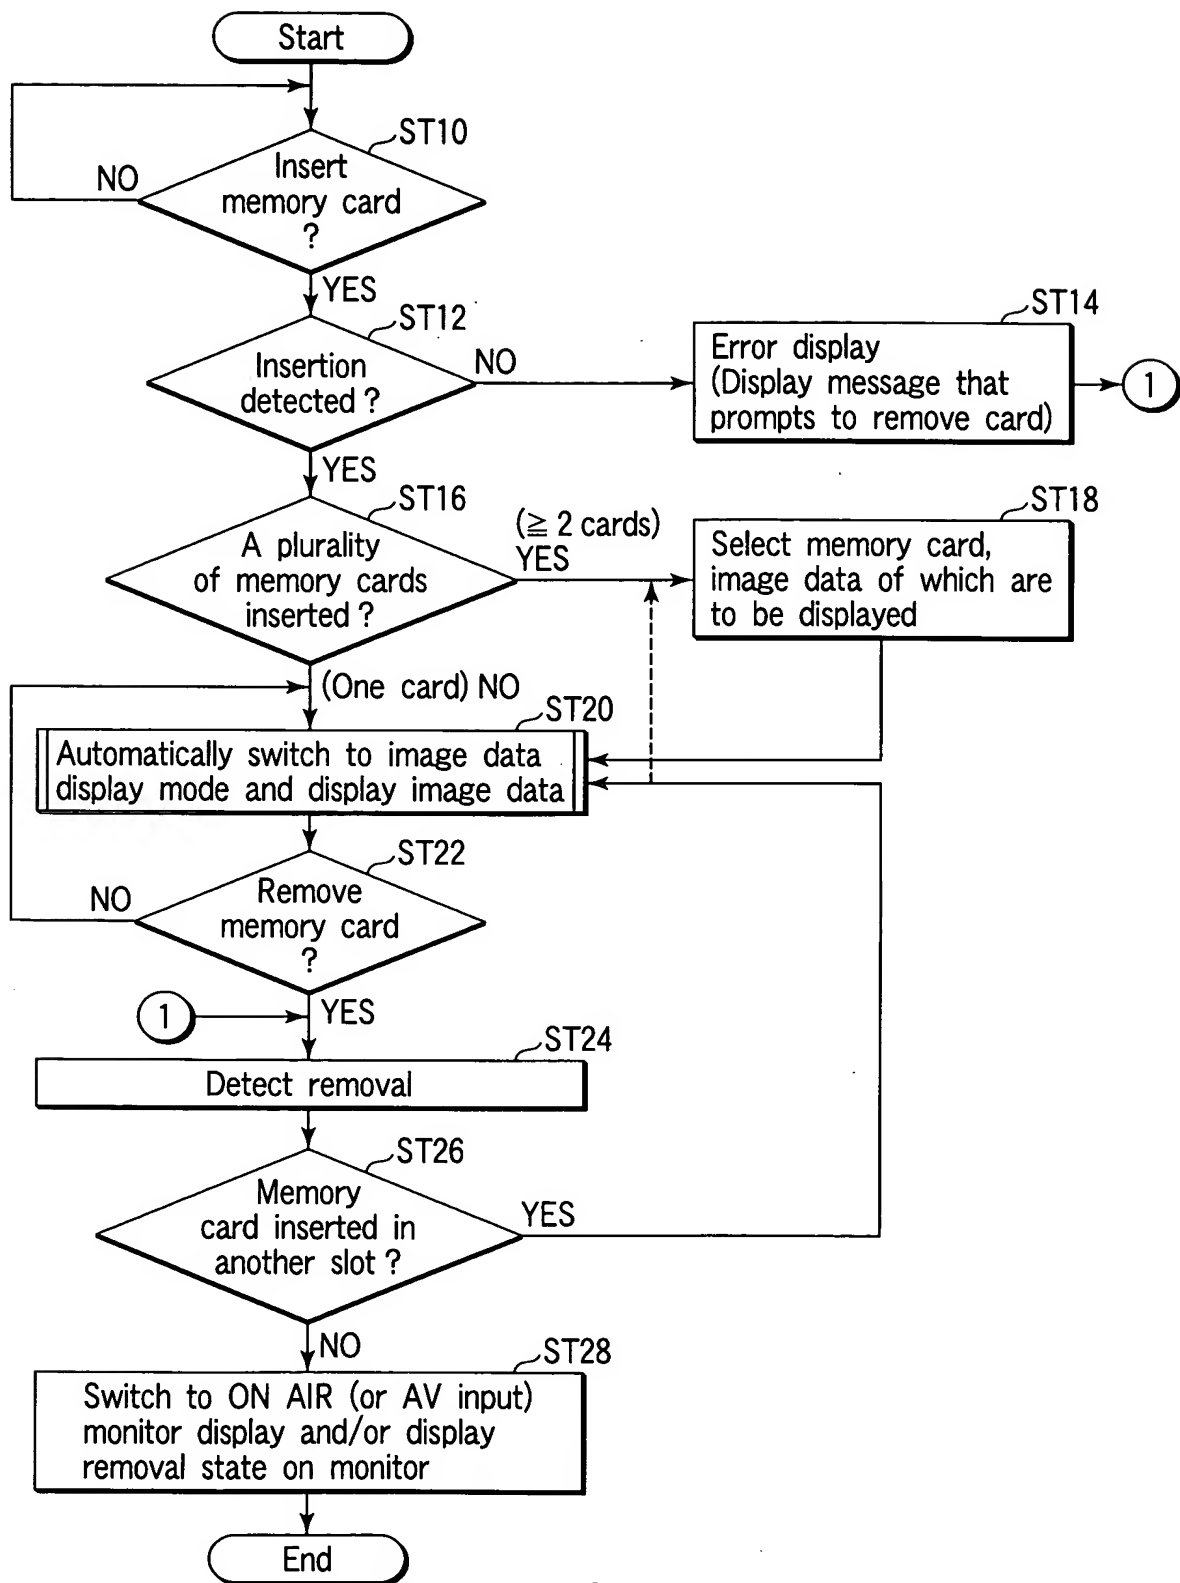 Start
ST10
Insert
memory card
?
NO
YES
ST12
Insertion
detected ?
NO
ST14
Error display
(Display message that
prompts to remove card)
1
YES
ST16
A plurality
of memory cards
inserted ?
(≧ 2 cards)
YES
ST18
Select memory card,
image data of which are
to be displayed
(One card) NO
ST20
Automatically switch to image data
display mode and display image data
ST22
Remove
memory card
?
NO
1
YES
ST24
Detect removal
ST26
Memory
card inserted in
another slot ?
YES
NO
ST28
Switch to ON AIR (or AV input)
monitor display and/or display
removal state on monitor
End